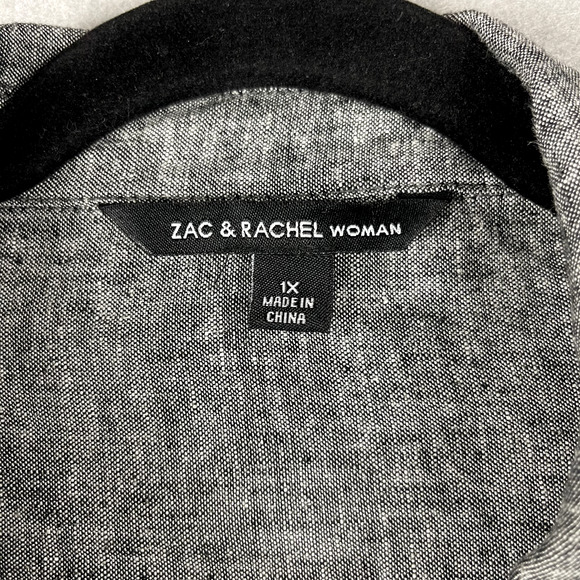 ZAC & RACHEL WOMAN
1X
MADE IN
CHINA